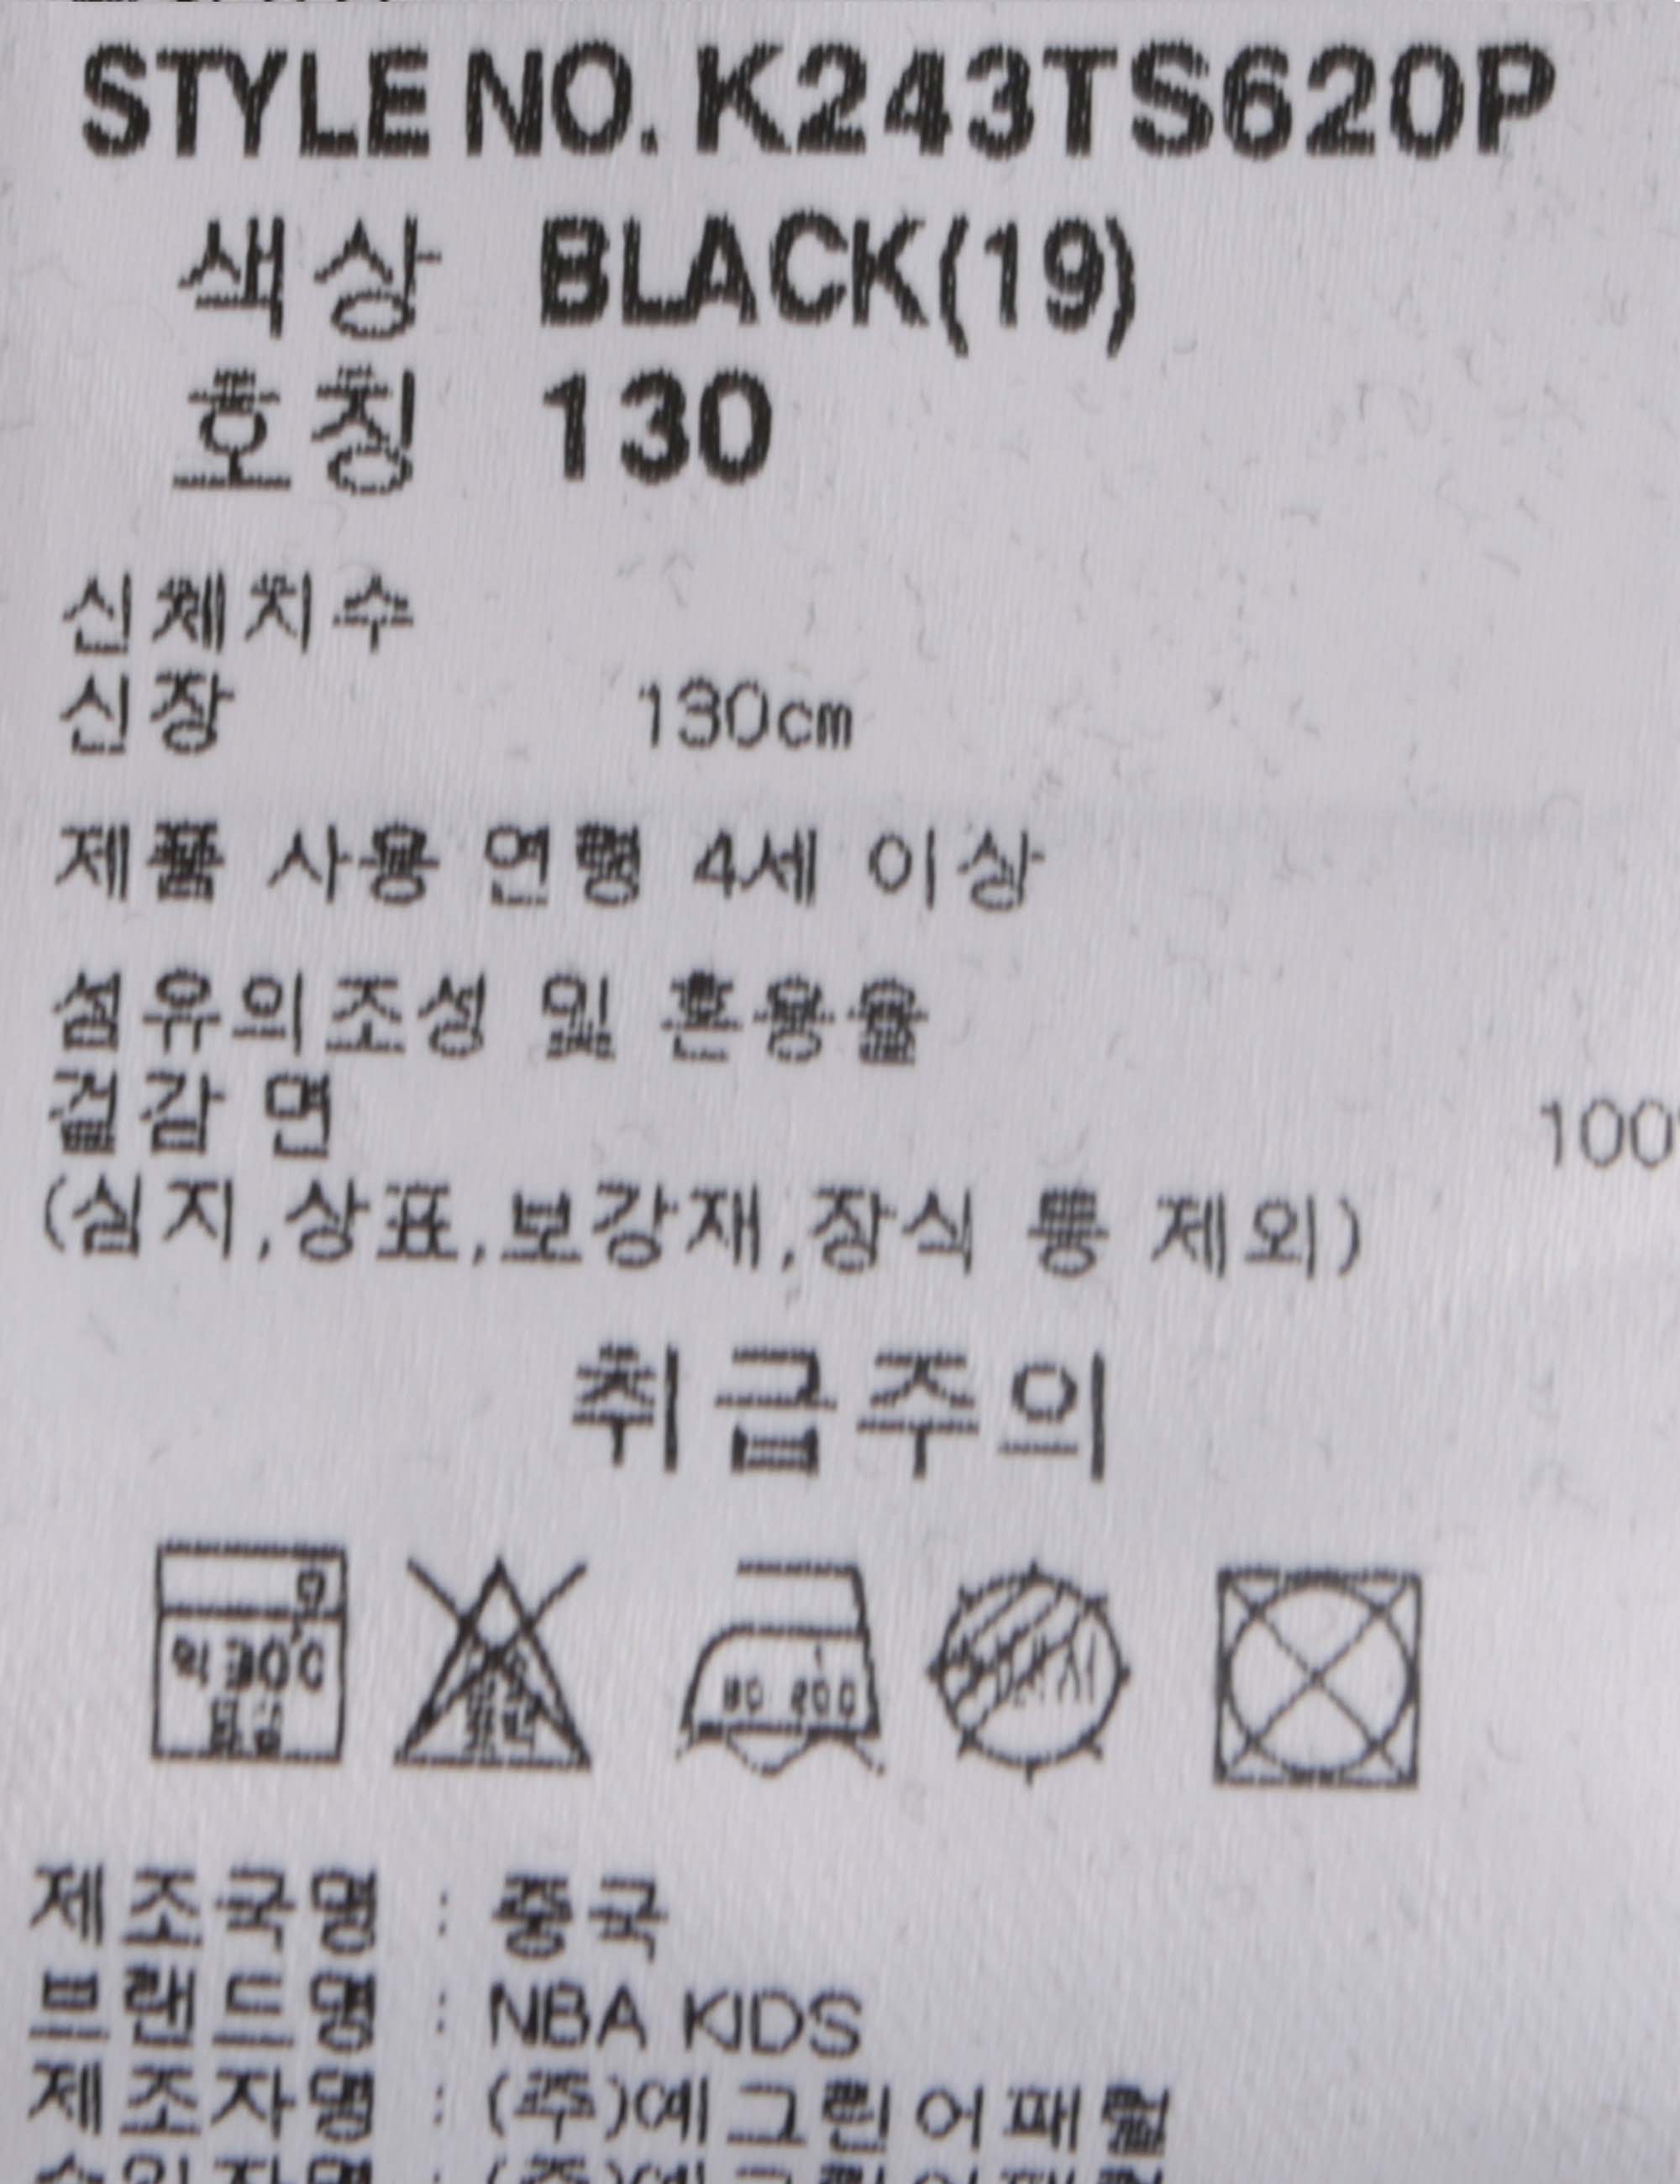 STYLE NO. K243TS620P
색상 BLACK(19)
호칭 130
신체치수
신장 130cm
제품 사용 연령 4세 이상
섬유의조성 및 혼용율
겉감 면 100
(심지,상표,보강재,장식 등 제외)
취급주의
약 30℃
제조국명 : 중국
브랜드명 : NBA KIDS
제조자명 : (주)예그린어패럴